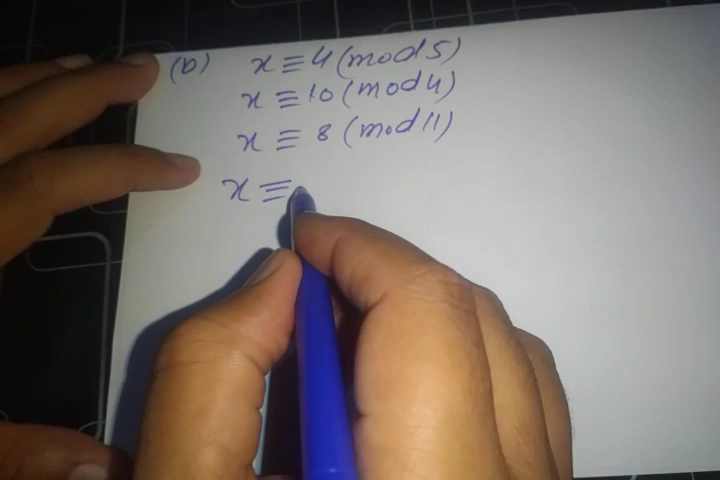 (b) x ≡ 4 (mod 5)
x ≡ 10 (mod 4)
x ≡ 8 (mod 11)
x ≡